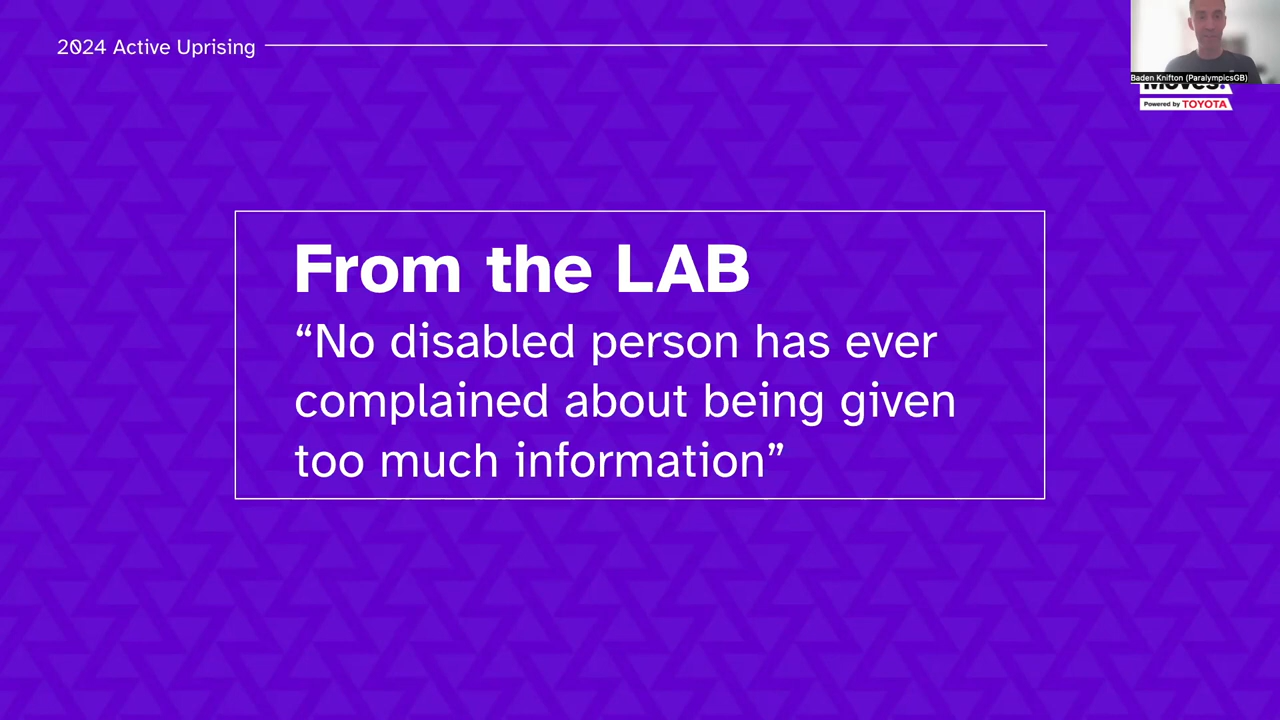 2024 Active Uprising
Baden Knifton (ParalympicsGB)
Moves.
Powered by TOYOTA
From the LAB
“No disabled person has ever
complained about being given
too much information”